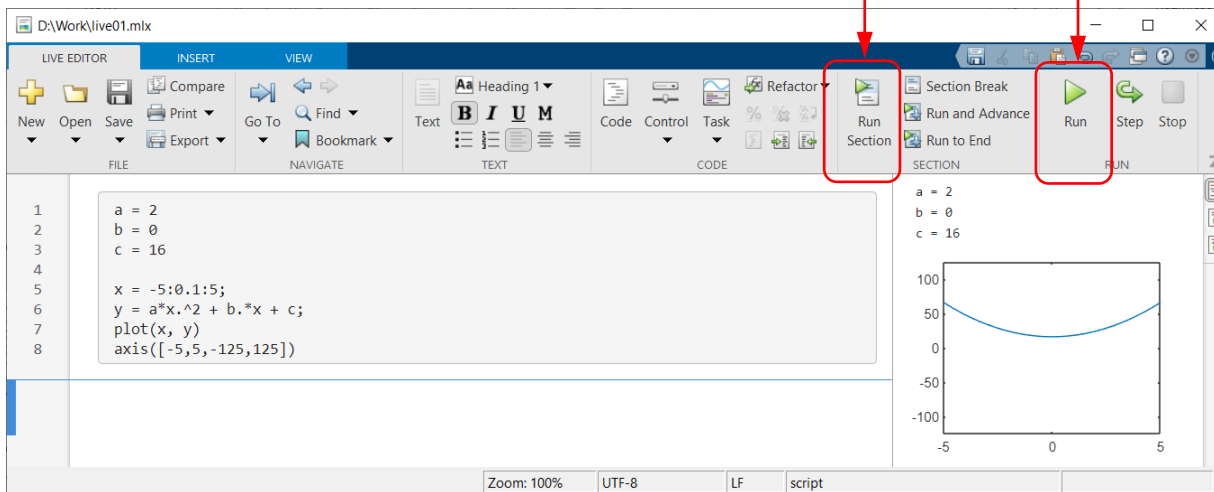 D:\Work\live01.mlx
LIVE EDITOR INSERT VIEW
New Open Save Compare Print Export
FILE
Go To Find Bookmark
NAVIGATE
Text Aa Heading 1 B I U M
TEXT
Code Control Task Refactor
CODE
Run Section
Section Break
Run and Advance
Run to End
SECTION
Run Step Stop
RUN
1 a = 2
2 b = 0
3 c = 16
4
5 x = -5:0.1:5;
6 y = a*x.^2 + b.*x + c;
7 plot(x, y)
8 axis([-5,5,-125,125])
a = 2
b = 0
c = 16
100
50
0
-50
-100
-5 0 5
Zoom: 100% UTF-8 LF script